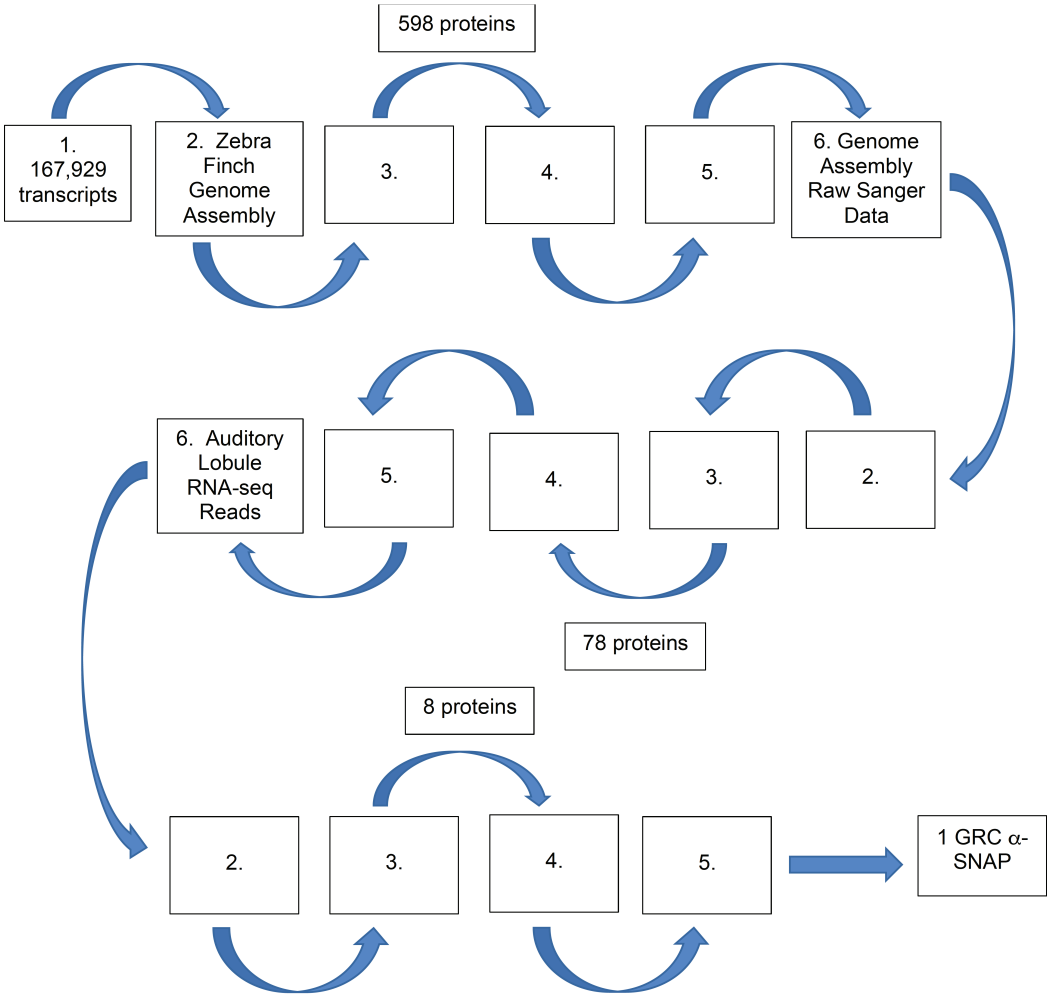 598 proteins
1.
167,929
transcripts
2. Zebra
Finch
Genome
Assembly
3.
4.
5.
6. Genome
Assembly
Raw Sanger
Data
6. Auditory
Lobule
RNA-seq
Reads
5.
4.
3.
2.
78 proteins
8 proteins
2.
3.
4.
5.
1 GRC α-
SNAP